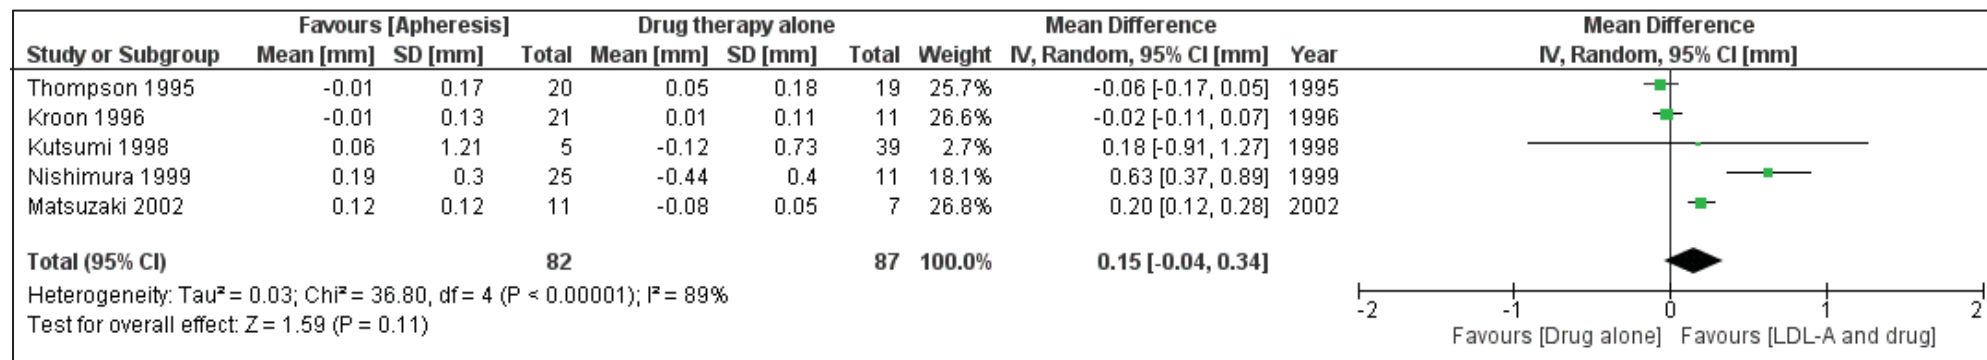 Favours [Apheresis] Drug therapy alone Mean Difference Mean Difference
Study or Subgroup Mean [mm] SD [mm] Total Mean [mm] SD [mm] Total Weight IV, Random, 95% CI [mm] Year IV, Random, 95% CI [mm]
Thompson 1995 -0.01 0.17 20 0.05 0.18 19 25.7% -0.06 [-0.17, 0.05] 1995
Kroon 1996 -0.01 0.13 21 0.01 0.11 11 26.6% -0.02 [-0.11, 0.07] 1996
Kutsumi 1998 0.06 1.21 5 -0.12 0.73 39 2.7% 0.18 [-0.91, 1.27] 1998
Nishimura 1999 0.19 0.3 25 -0.44 0.4 11 18.1% 0.63 [0.37, 0.89] 1999
Matsuzaki 2002 0.12 0.12 11 -0.08 0.05 7 26.8% 0.20 [0.12, 0.28] 2002
Total (95% CI) 82 87 100.0% 0.15 [-0.04, 0.34]
Heterogeneity: Tau² = 0.03; Chi² = 36.80, df = 4 (P < 0.00001); I² = 89%
Test for overall effect: Z = 1.59 (P = 0.11)
-2 -1 0 1 2
Favours [Drug alone] Favours [LDL-A and drug]